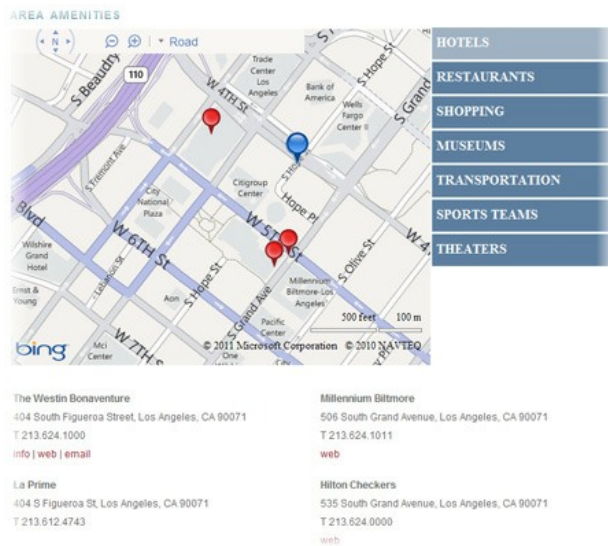 AREA AMENITIES
N
Road
HOTELS
RESTAURANTS
SHOPPING
MUSEUMS
TRANSPORTATION
SPORTS TEAMS
THEATERS
110
S Beaudry
Trade
Center
Los
Angeles
W 4TH St
Bank of
America
S Hope St
Wells
Fargo
Center II
S Grand
S Tremont Ave
City
National
Plaza
Citigroup
Center
Hope Pl
Blvd
W 5TH St
W 6TH St
Wilshire
Grand
Hotel
Lebanon St
S Hope St
S Olive St
W 4
Ernst &
Young
Aon
S Grand Ave
Millennium
Biltmore-Los
Angeles
Pacific
Center
500 feet 100 m
W 7TH St
Mci
Center
One
bing
© 2011 Microsoft Corporation © 2010 NAVTEQ
The Westin Bonaventure
404 South Figueroa Street, Los Angeles, CA 90071
T 213.624.1000
info | web | email
Millennium Biltmore
506 South Grand Avenue, Los Angeles, CA 90071
T 213.624.1011
web
La Prime
404 S Figueroa St, Los Angeles, CA 90071
T 213.612.4743
Hilton Checkers
535 South Grand Avenue, Los Angeles, CA 90071
T 213.624.0000
web